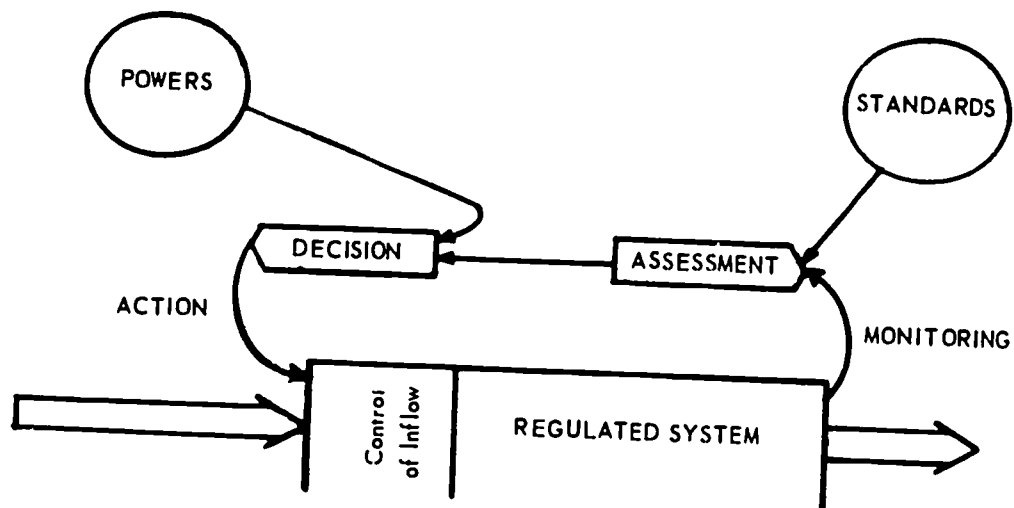 POWERS
STANDARDS
DECISION
ASSESSMENT
ACTION
MONITORING
Control
of Inflow
REGULATED SYSTEM